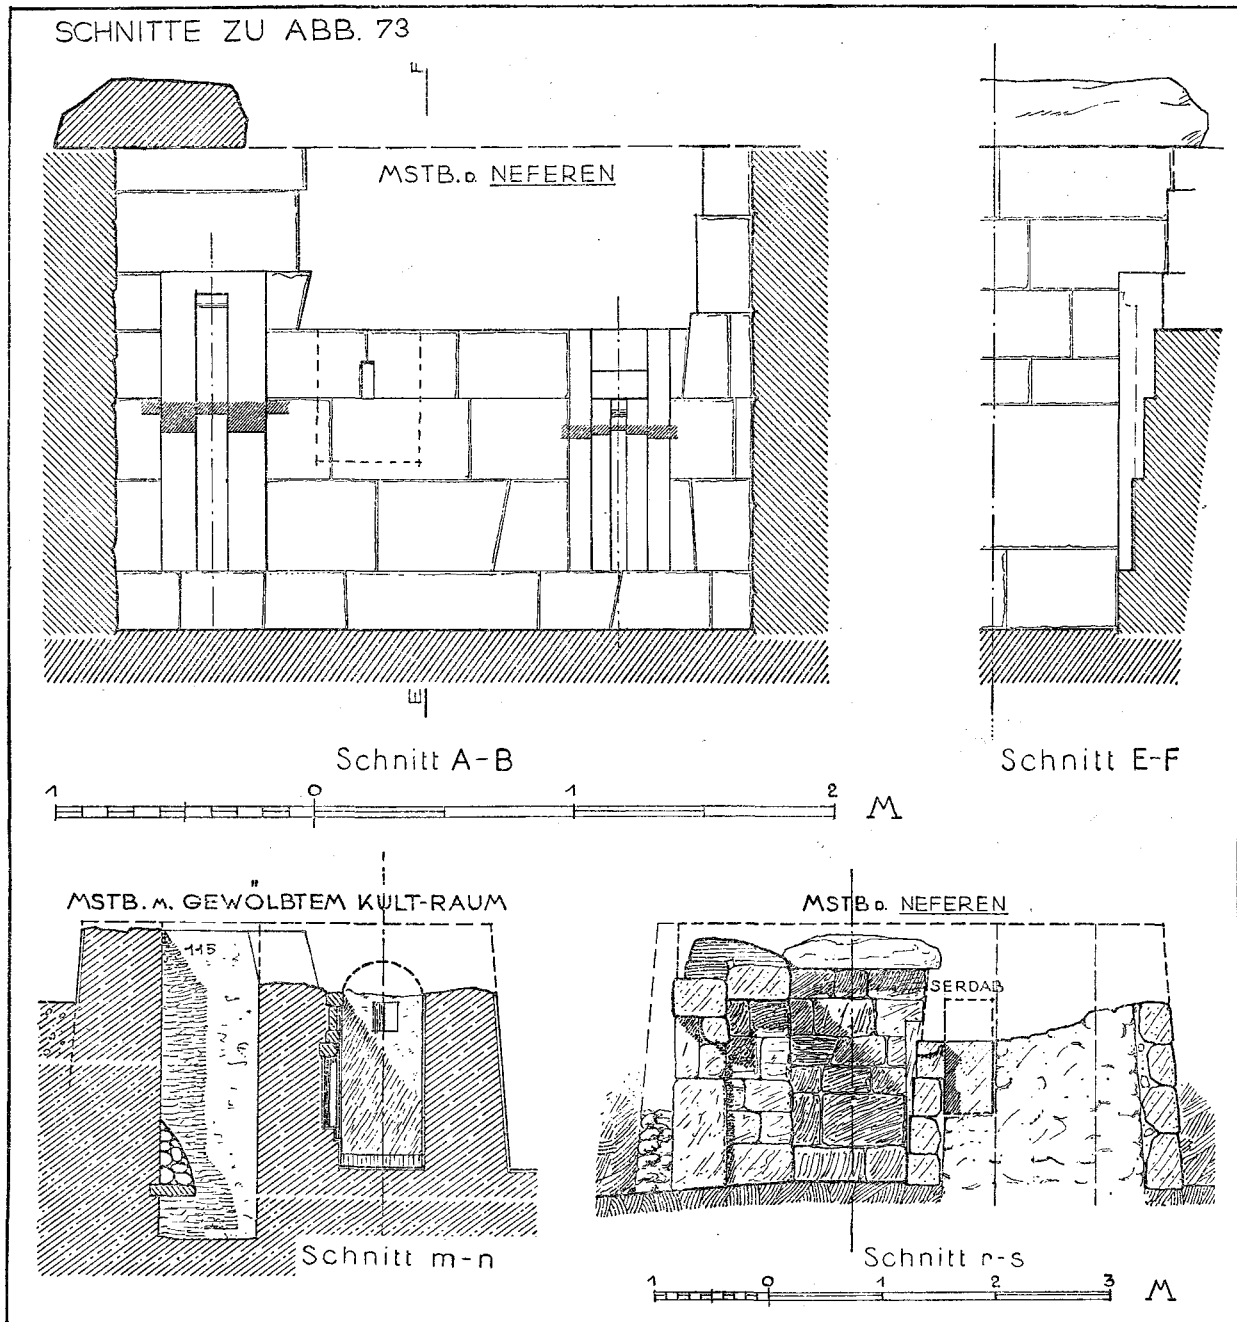 SCHNITTE ZU ABB. 73
F
MSTB. D. NEFEREN
E
Schnitt A-B
Schnitt E-F
1 0 1 2 M
MSTB. M. GEWÖLBTEM KULT-RAUM
115
Schnitt m-n
MSTB D. NEFEREN
SERDAB
Schnitt r-s
1 0 1 2 3 M